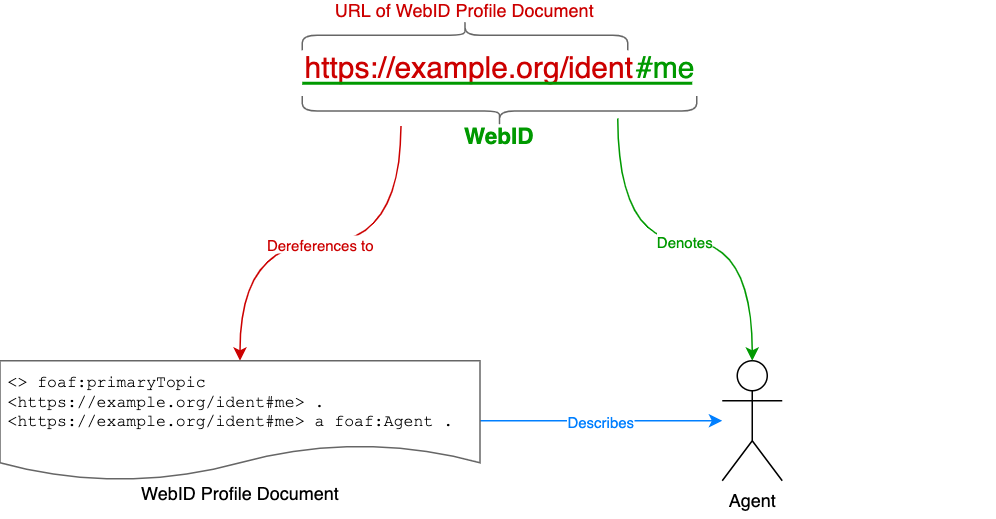 URL of WebID Profile Document
https://example.org/ident#me
WebID
Dereferences to
Denotes
<> foaf:primaryTopic
<https://example.org/ident#me> .
<https://example.org/ident#me> a foaf:Agent .
Describes
WebID Profile Document
Agent